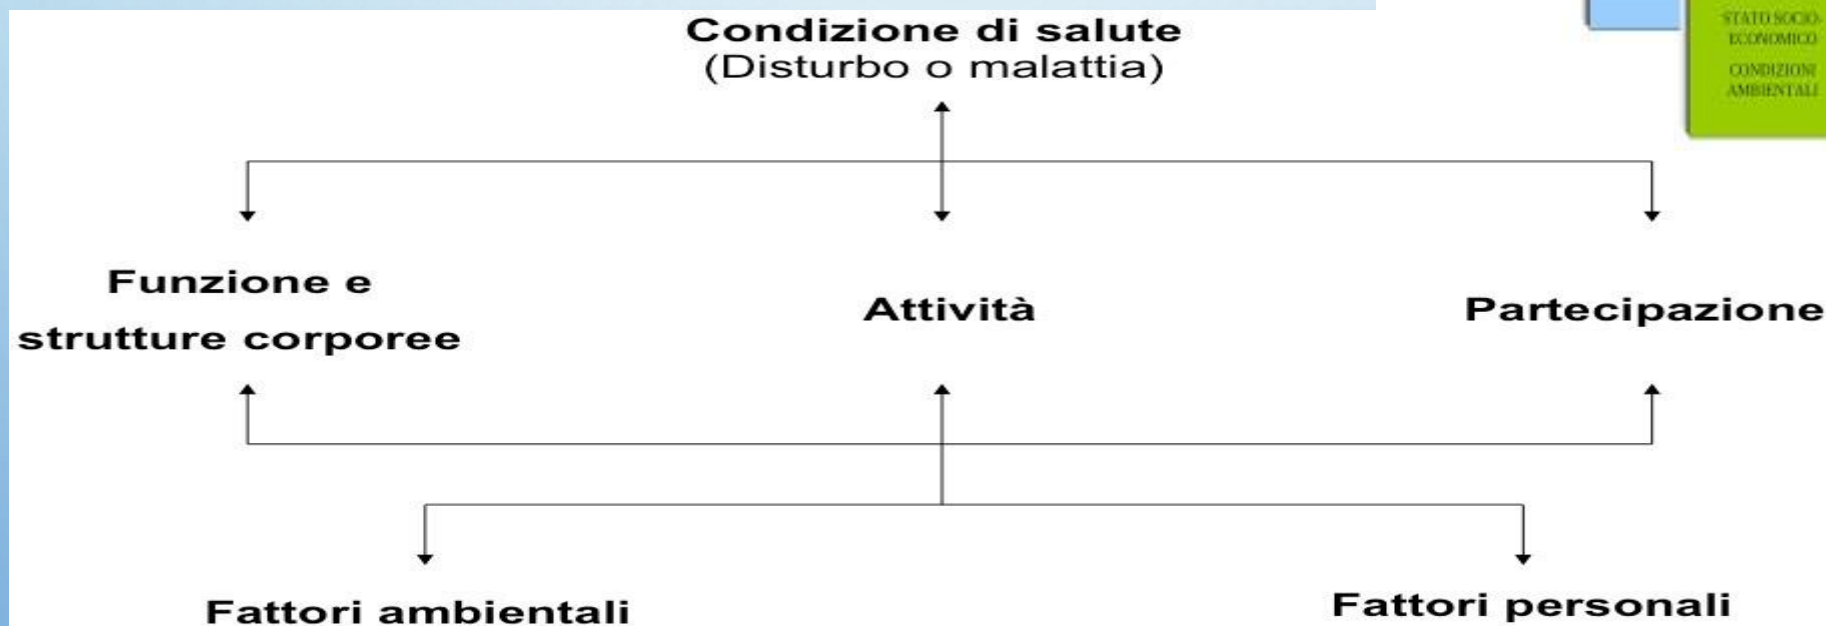 Condizione di salute
(Disturbo o malattia)
STATO SOCIO-
ECONOMICO
CONDIZIONI
AMBIENTALI
Funzione e
strutture corporee
Attività
Partecipazione
Fattori ambientali
Fattori personali